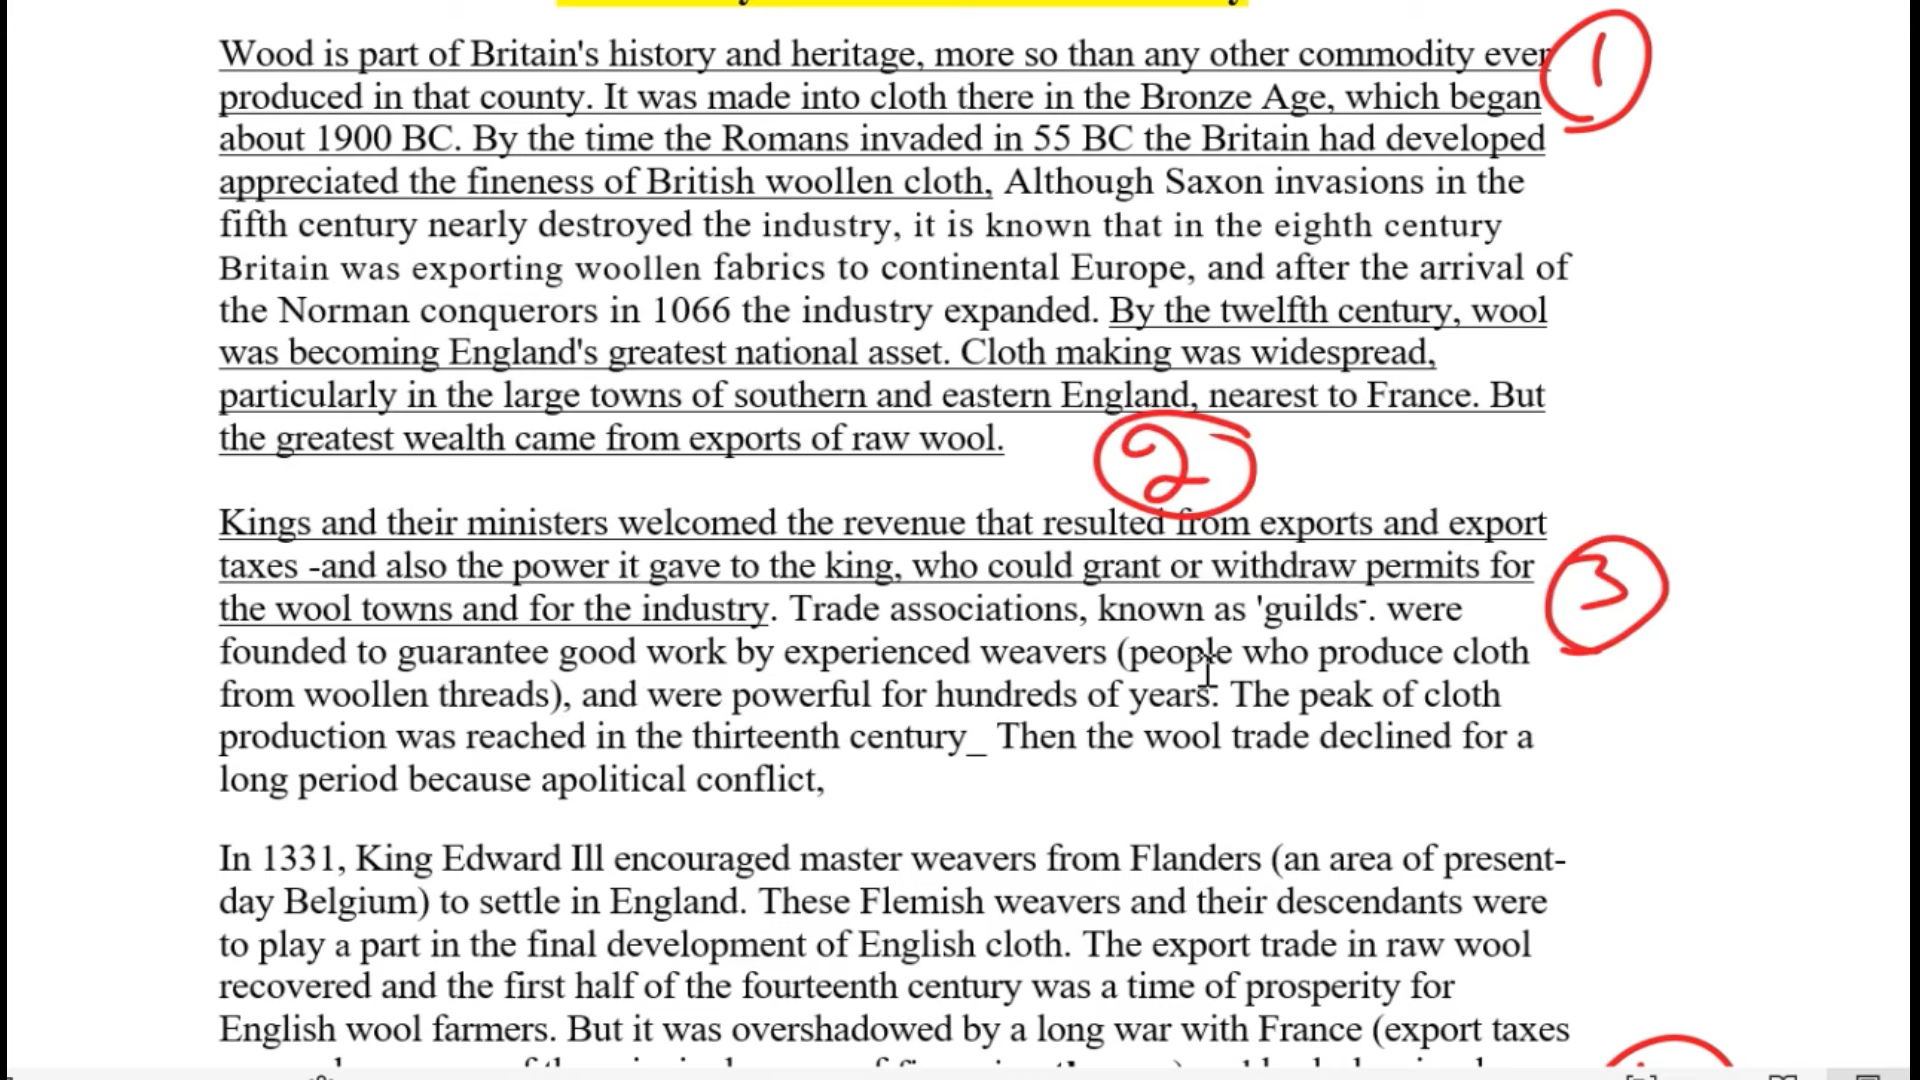 Wood is part of Britain's history and heritage, more so than any other commodity ever
1
produced in that county. It was made into cloth there in the Bronze Age, which began
about 1900 BC. By the time the Romans invaded in 55 BC the Britain had developed
appreciated the fineness of British woollen cloth, Although Saxon invasions in the
fifth century nearly destroyed the industry, it is known that in the eighth century
Britain was exporting woollen fabrics to continental Europe, and after the arrival of
the Norman conquerors in 1066 the industry expanded. By the twelfth century, wool
was becoming England's greatest national asset. Cloth making was widespread,
particularly in the large towns of southern and eastern England, nearest to France. But
the greatest wealth came from exports of raw wool.
2
Kings and their ministers welcomed the revenue that resulted from exports and export
taxes -and also the power it gave to the king, who could grant or withdraw permits for
3
the wool towns and for the industry. Trade associations, known as 'guilds-. were
founded to guarantee good work by experienced weavers (people who produce cloth
from woollen threads), and were powerful for hundreds of years. The peak of cloth
production was reached in the thirteenth century_ Then the wool trade declined for a
long period because apolitical conflict,
In 1331, King Edward Ill encouraged master weavers from Flanders (an area of present-
day Belgium) to settle in England. These Flemish weavers and their descendants were
to play a part in the final development of English cloth. The export trade in raw wool
recovered and the first half of the fourteenth century was a time of prosperity for
English wool farmers. But it was overshadowed by a long war with France (export taxes